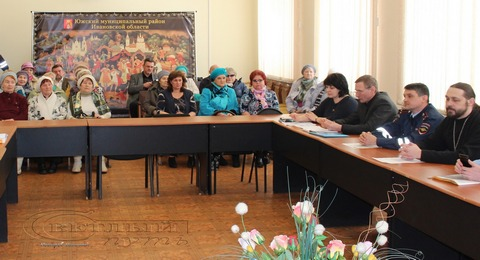 Южский муниципальный район
Ивановской области
Светлый
путь